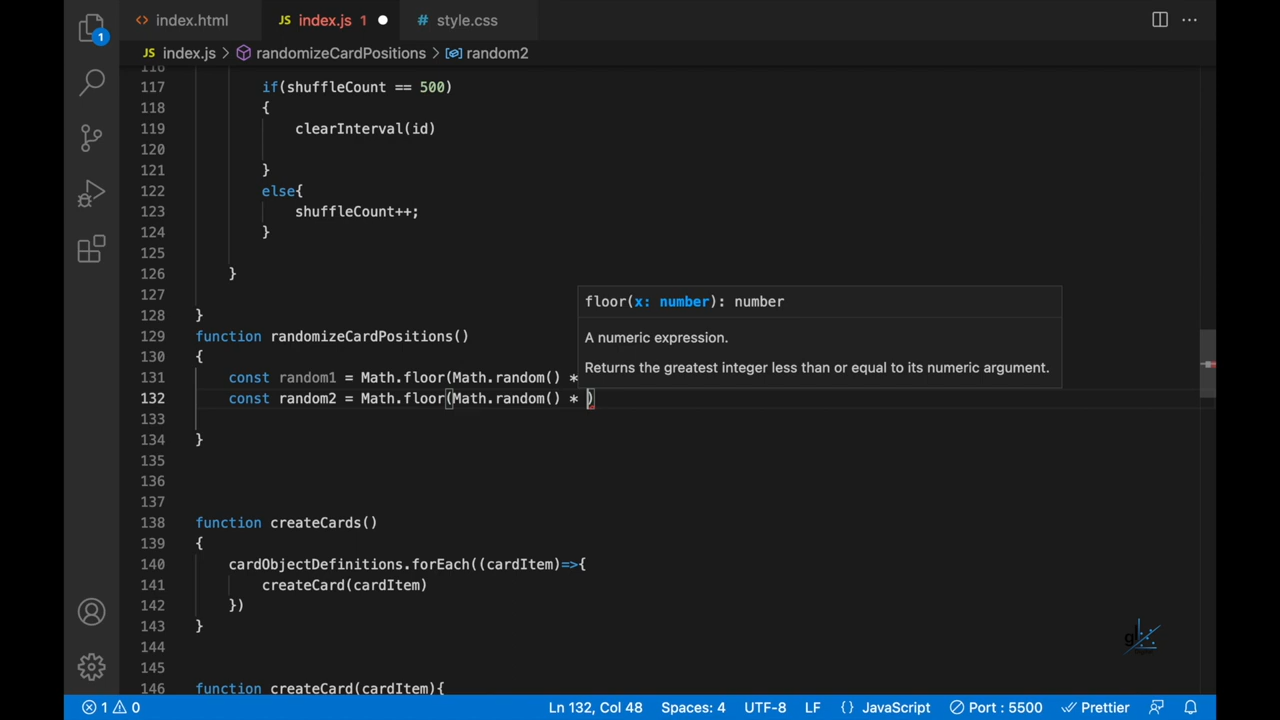 index.html
JS index.js 1
# style.css
1
JS index.js > randomizeCardPositions > random2
116
117 if(shuffleCount == 500)
118 {
119 clearInterval(id)
120
121 }
122 else{
123 shuffleCount++;
124 }
125
126 }
127
128 }
floor(x: number): number
A numeric expression.
Returns the greatest integer less than or equal to its numeric argument.
129 function randomizeCardPositions()
130 {
131 const random1 = Math.floor(Math.random() *
132 const random2 = Math.floor(Math.random() * )
133
134 }
135
136
137
138 function createCards()
139 {
140 cardObjectDefinitions.forEach((cardItem)=>{
141 createCard(cardItem)
142 })
143 }
144
145
146 function createCard(cardItem){
gl
1 0
Ln 132, Col 48
Spaces: 4
UTF-8
LF
{} JavaScript
Port : 5500
Prettier